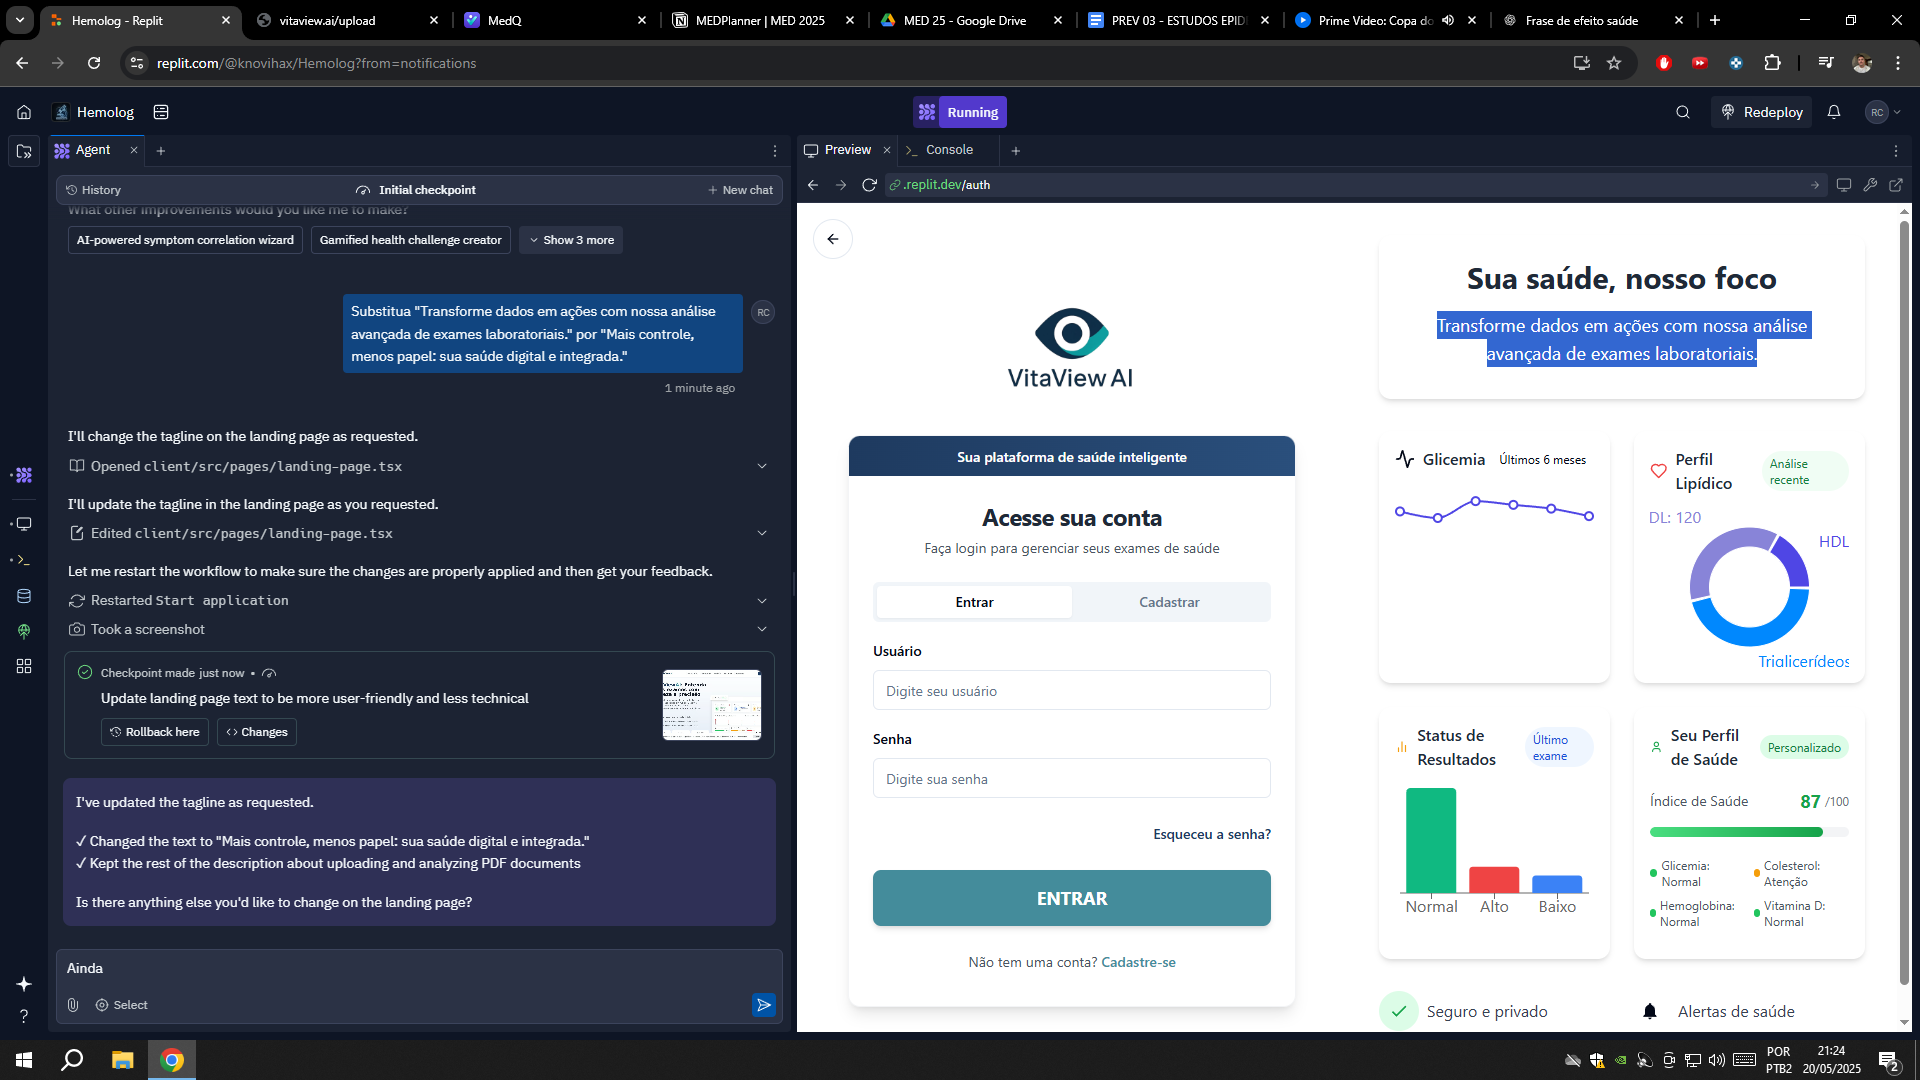 Hemolog - Replit
vitaview.ai/upload
MedQ
MEDPlanner | MED 2025
MED 25 - Google Drive
PREV 03 - ESTUDOS EPID
Prime Video: Copa do
Frase de efeito saúde
replit.com/@knovihax/Hemolog?from=notifications
Hemolog
Running
Redeploy
RC
Agent
Preview
Console
History
Initial checkpoint
New chat
.replit.dev/auth
What other improvements would you like me to make?
AI-powered symptom correlation wizard
Gamified health challenge creator
Show 3 more
Substitua "Transforme dados em ações com nossa análise
avançada de exames laboratoriais." por "Mais controle,
menos papel: sua saúde digital e integrada."
RC
1 minute ago
I'll change the tagline on the landing page as requested.
Opened client/src/pages/landing-page.tsx
I'll update the tagline in the landing page as you requested.
Edited client/src/pages/landing-page.tsx
Let me restart the workflow to make sure the changes are properly applied and then get your feedback.
Restarted Start application
Took a screenshot
Checkpoint made just now •
Update landing page text to be more user-friendly and less technical
Rollback here
Changes
I've updated the tagline as requested.
✓ Changed the text to "Mais controle, menos papel: sua saúde digital e integrada."
✓ Kept the rest of the description about uploading and analyzing PDF documents
Is there anything else you'd like to change on the landing page?
Ainda
Select
VitaView AI
Sua plataforma de saúde inteligente
Acesse sua conta
Faça login para gerenciar seus exames de saúde
Entrar
Cadastrar
Usuário
Digite seu usuário
Senha
Digite sua senha
Esqueceu a senha?
ENTRAR
Não tem uma conta? Cadastre-se
Sua saúde, nosso foco
Transforme dados em ações com nossa análise
avançada de exames laboratoriais.
Glicemia
Últimos 6 meses
Perfil
Lipídico
Análise
recente
DL: 120
HDL
Triglicerídeos
Status de
Resultados
Último
exame
Normal
Alto
Baixo
Seu Perfil
de Saúde
Personalizado
Índice de Saúde
87 /100
Glicemia:
Normal
Colesterol:
Atenção
Hemoglobina:
Normal
Vitamina D:
Normal
Seguro e privado
Alertas de saúde
POR
PTB2
21:24
20/05/2025
2